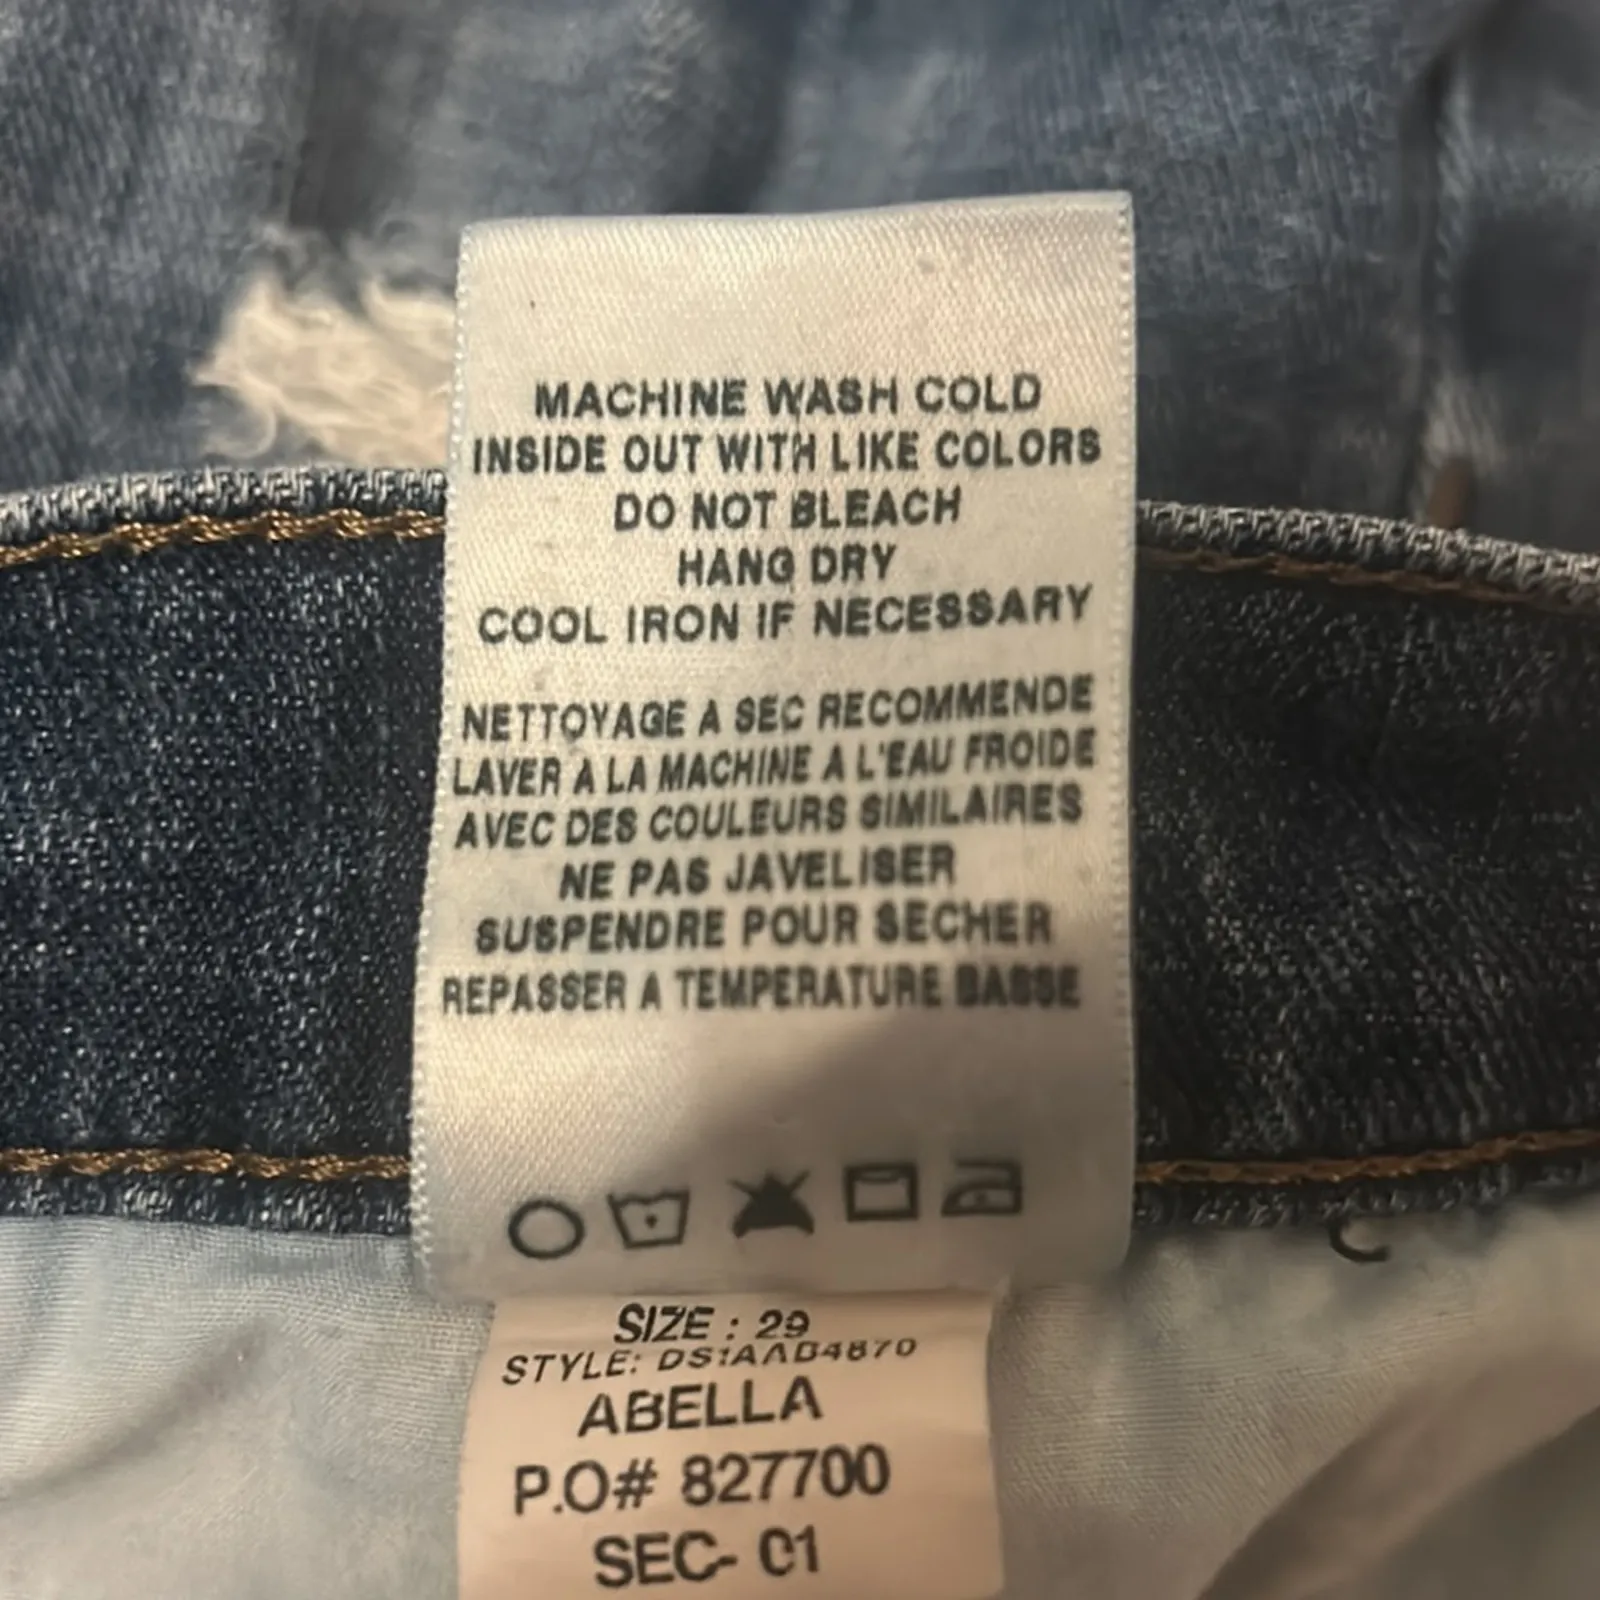 MACHINE WASH COLD
INSIDE OUT WITH LIKE COLORS
DO NOT BLEACH
HANG DRY
COOL IRON IF NECESSARY
NETTOYAGE A SEC RECOMMENDE
LAVER A LA MACHINE A L'EAU FROIDE
AVEC DES COULEURS SIMILAIRES
NE PAS JAVELISER
SUSPENDRE POUR SECHER
REPASSER A TEMPERATURE BASSE
SIZE : 29
STYLE:
ABELLA
P.O# 827700
SEC- 01